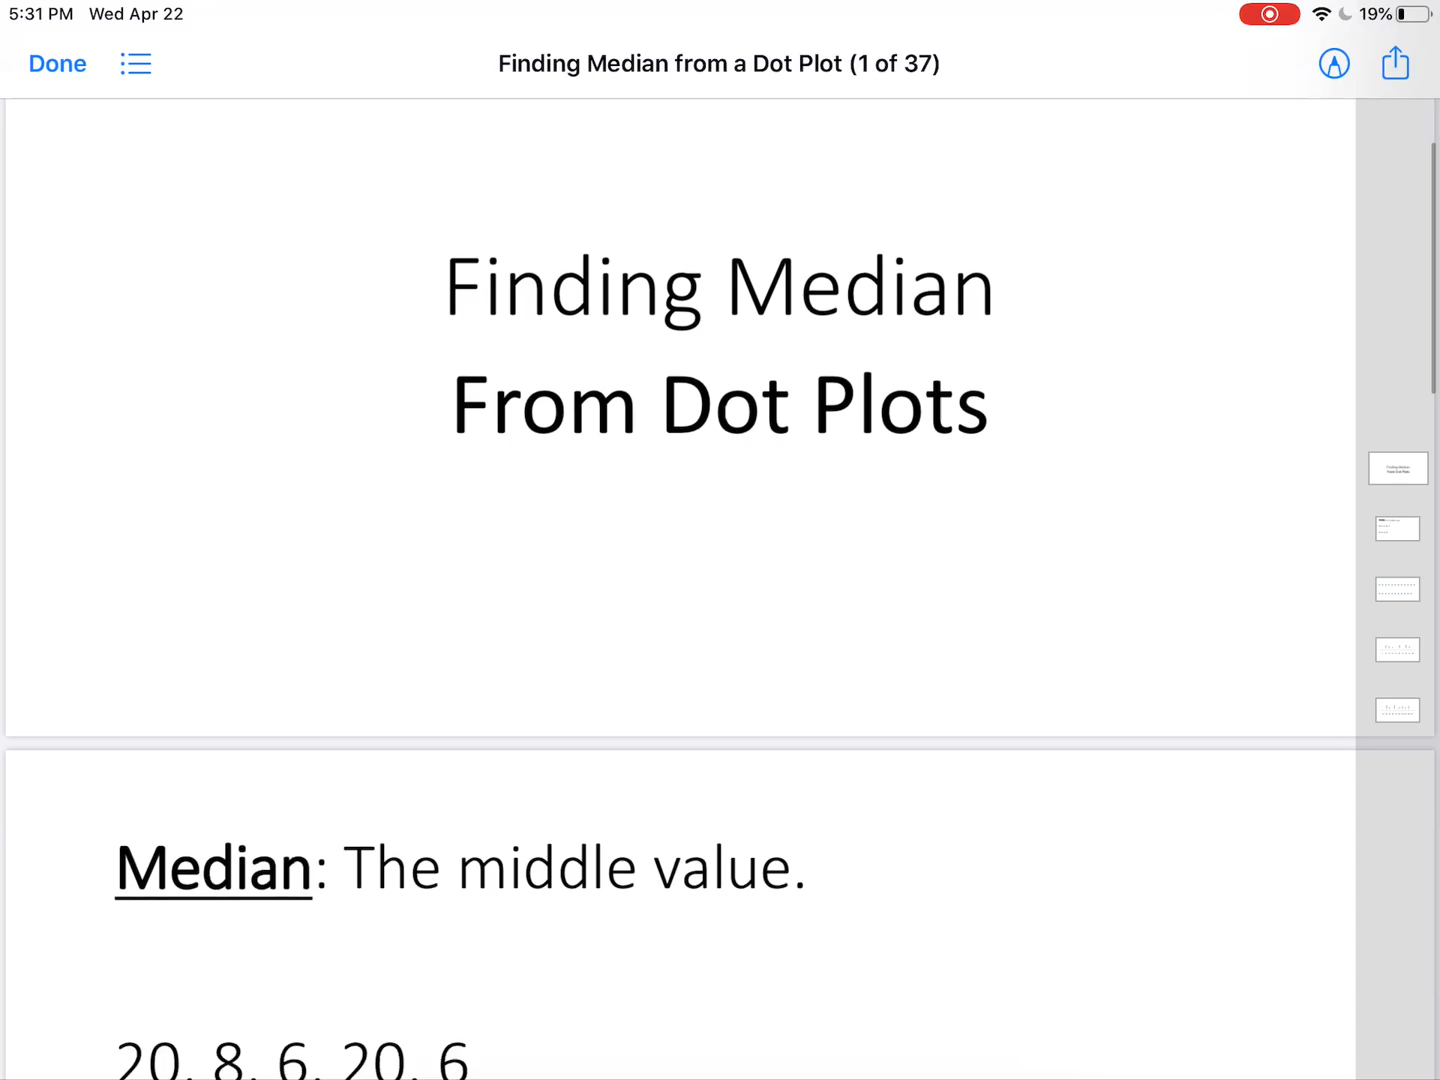 5:31 PM Wed Apr 22
19%
Done
Finding Median from a Dot Plot (1 of 37)
Finding Median
From Dot Plots
Median: The middle value.
20, 8, 6, 20, 6